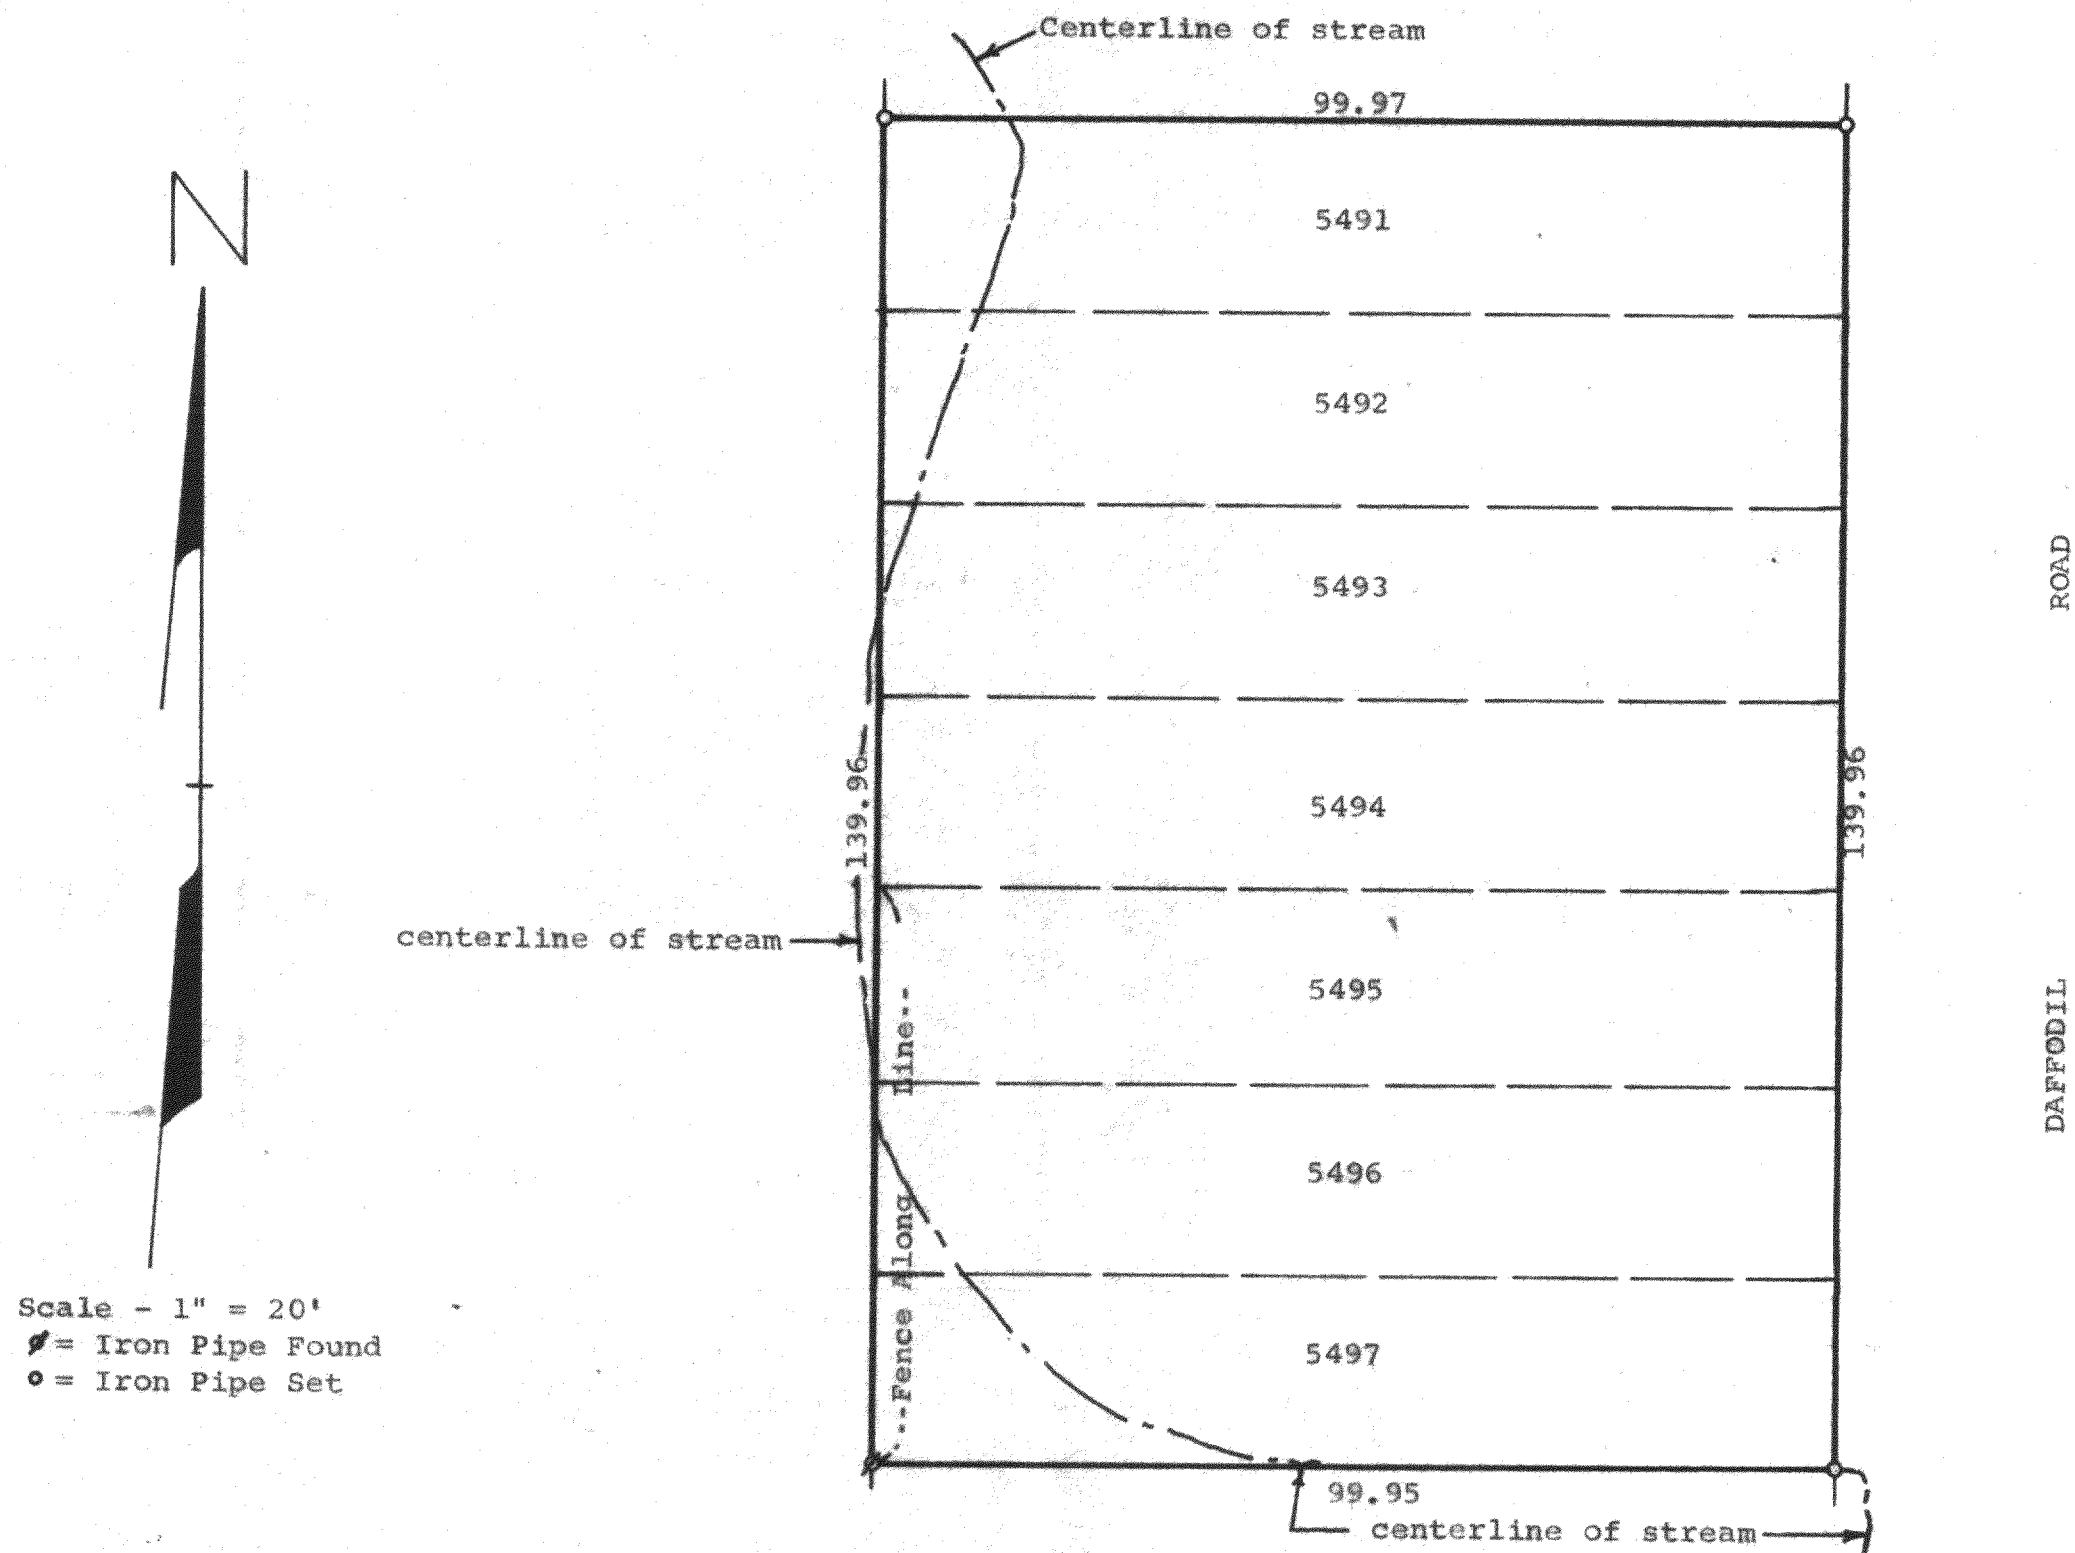 Centerline of stream
99.97
N
5491
5492
5493
ROAD
139.96
139.96
5494
centerline of stream
5495
DAFFODIL
--Fence Along Line--
5496
Scale - 1" = 20'
= Iron Pipe Found
= Iron Pipe Set
5497
99.95
centerline of stream